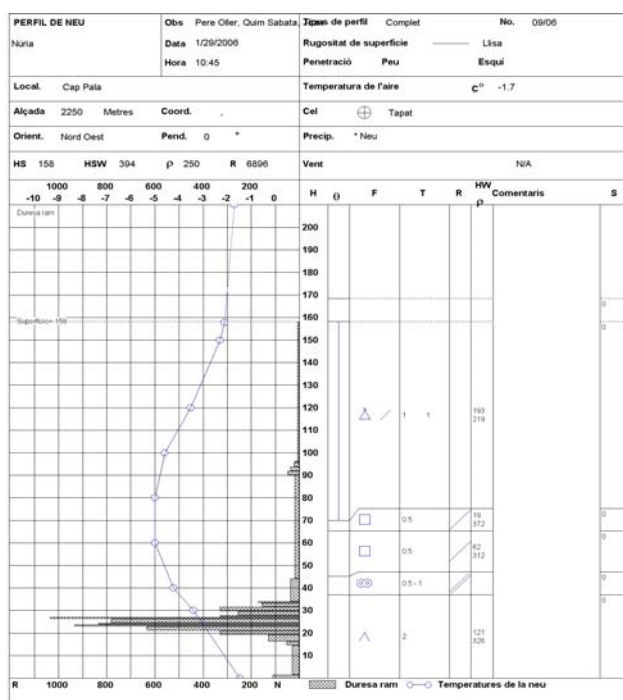 PERFIL DE NEU Obs Pere Oller, Quim Sabata, Tipus de perfil Complet No. 09/06
Núria Data 1/29/2006 Rugositat de superfície Llisa
Hora 10:45 Penetració Peu Esquí
Local. Cap Pala Temperatura de l'aire C° -1.7
Alçada 2250 Metres Coord. . Cel Tapat
Orient. Nord Oest Pend. 0 ° Precip. * Neu
HS 158 HSW 394 ρ 250 R 6896 Vent N/A
1000 800 600 400 200
-10 -9 -8 -7 -6 -5 -4 -3 -2 -1 0 H θ F T R HW ρ Comentaris S
Duresa ram
200
190
180
170
0
160
Superfície= 158
0
150
140
130
120
1 1 193
219
110
100
90
80
70
0.5 19 0
372
60
0.5 62 0
312
50
40
0.5 - 1 0
30
0
20
2 121
326
10
R 1000 800 600 400 200 N Duresa ram Temperatures de la neu